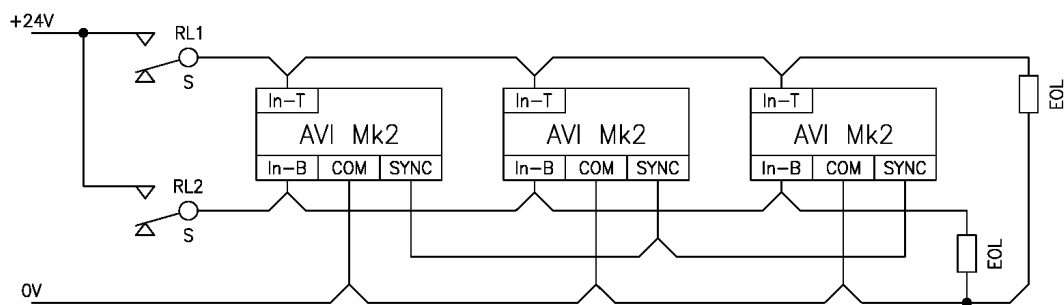 +24V
RL1
S
In-T
In-T
In-T
EOL
AVI Mk2
AVI Mk2
AVI Mk2
In-B COM SYNC
In-B COM SYNC
In-B COM SYNC
RL2
S
EOL
0V